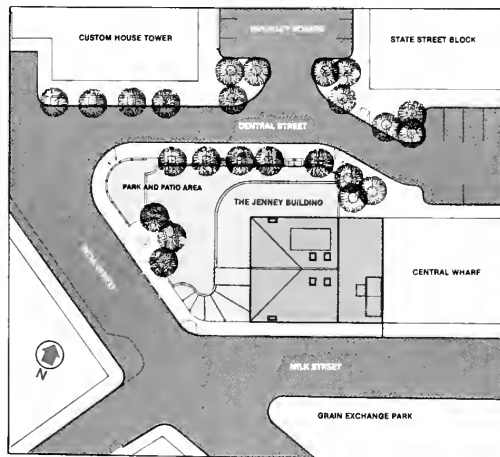 CUSTOM HOUSE TOWER
STATE STREET BLOCK
CENTRAL STREET
PARK AND PATIO AREA
THE JENNEY BUILDING
CENTRAL WHARF
N
MILK STREET
GRAIN EXCHANGE PARK